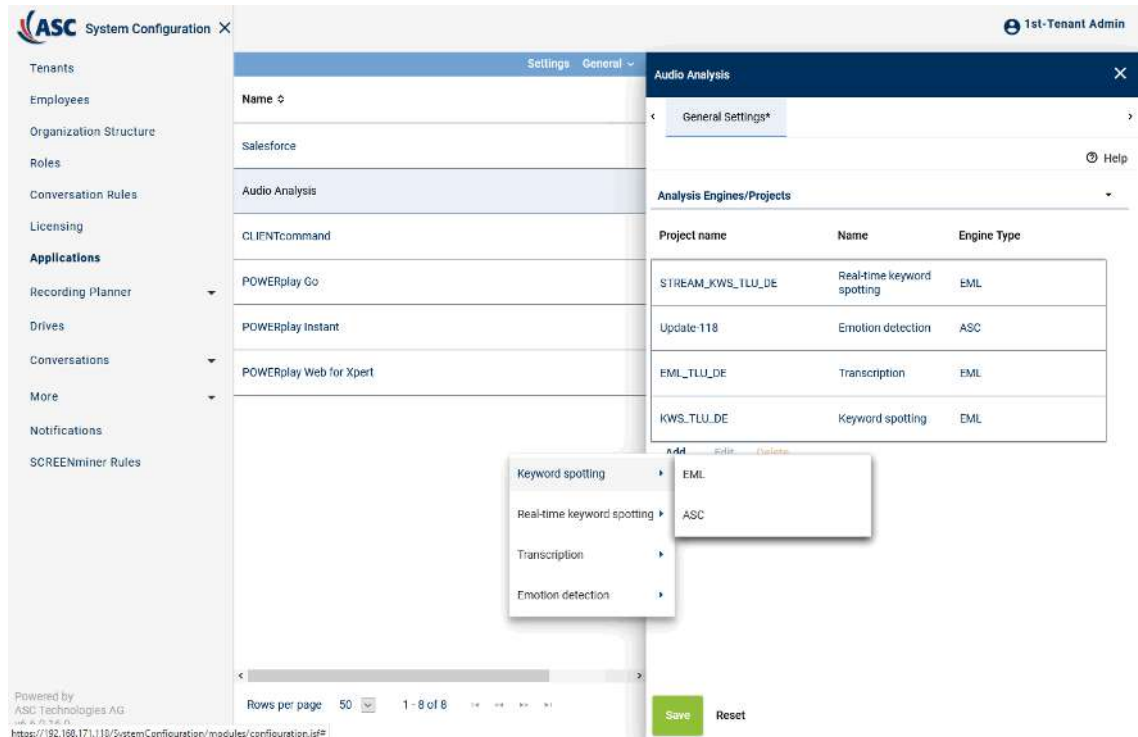 ASC System Configuration
1st-Tenant Admin
Tenants
Employees
Organization Structure
Roles
Conversation Rules
Licensing
Applications
Recording Planner
Drives
Conversations
More
Notifications
SCREENminer Rules
Powered by
ASC Technologies AG
https://192.168.171.118/SystemConfiguration/modules/configuration.jsf#
Settings General
Name
Salesforce
Audio Analysis
CLIENTcommand
POWERplay Go
POWERplay Instant
POWERplay Web for Xpert
Rows per page 50 1 - 8 of 8
Audio Analysis
General Settings*
Help
Analysis Engines/Projects
Project name Name Engine Type
STREAM_KWS_TLU_DE Real-time keyword spotting EML
Update-118 Emotion detection ASC
EML_TLU_DE Transcription EML
KWS_TLU_DE Keyword spotting EML
Add Edit Delete
Keyword spotting
Real-time keyword spotting
Transcription
Emotion detection
EML
ASC
Save Reset